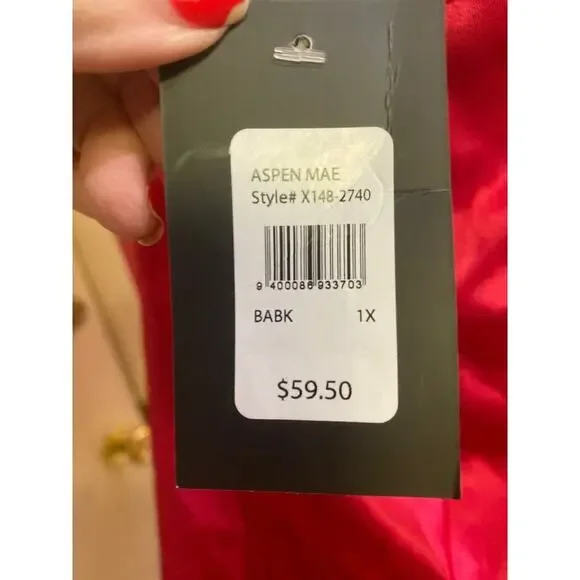 ASPEN MAE
Style# X148-2740
9 400086 933703
BABK 1X
$59.50